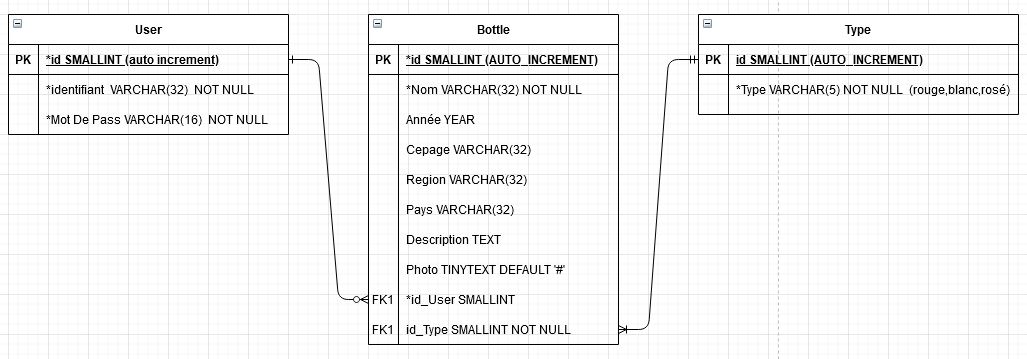 User
PK *id SMALLINT (auto increment)
*identifiant VARCHAR(32) NOT NULL
*Mot De Pass VARCHAR(16) NOT NULL
Bottle
PK *id SMALLINT (AUTO_INCREMENT)
*Nom VARCHAR(32) NOT NULL
Année YEAR
Cepage VARCHAR(32)
Region VARCHAR(32)
Pays VARCHAR(32)
Description TEXT
Photo TINYTEXT DEFAULT '#'
FK1 *id_User SMALLINT
FK1 id_Type SMALLINT NOT NULL
Type
PK id SMALLINT (AUTO_INCREMENT)
*Type VARCHAR(5) NOT NULL (rouge,blanc,rosé)